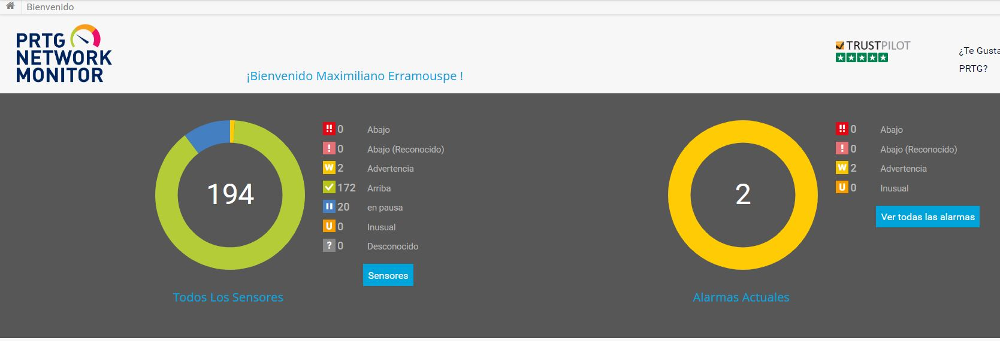 Bienvenido
PRTG
NETWORK
MONITOR
¡Bienvenido Maximiliano Erramouspe !
TRUSTPILOT
¿Te Gusta
PRTG?
194
!! 0 Abajo
! 0 Abajo (Reconocido)
W 2 Advertencia
172 Arriba
20 en pausa
U 0 Inusual
? 0 Desconocido
Sensores
Todos Los Sensores
2
!! 0 Abajo
! 0 Abajo (Reconocido)
W 2 Advertencia
U 0 Inusual
Ver todas las alarmas
Alarmas Actuales